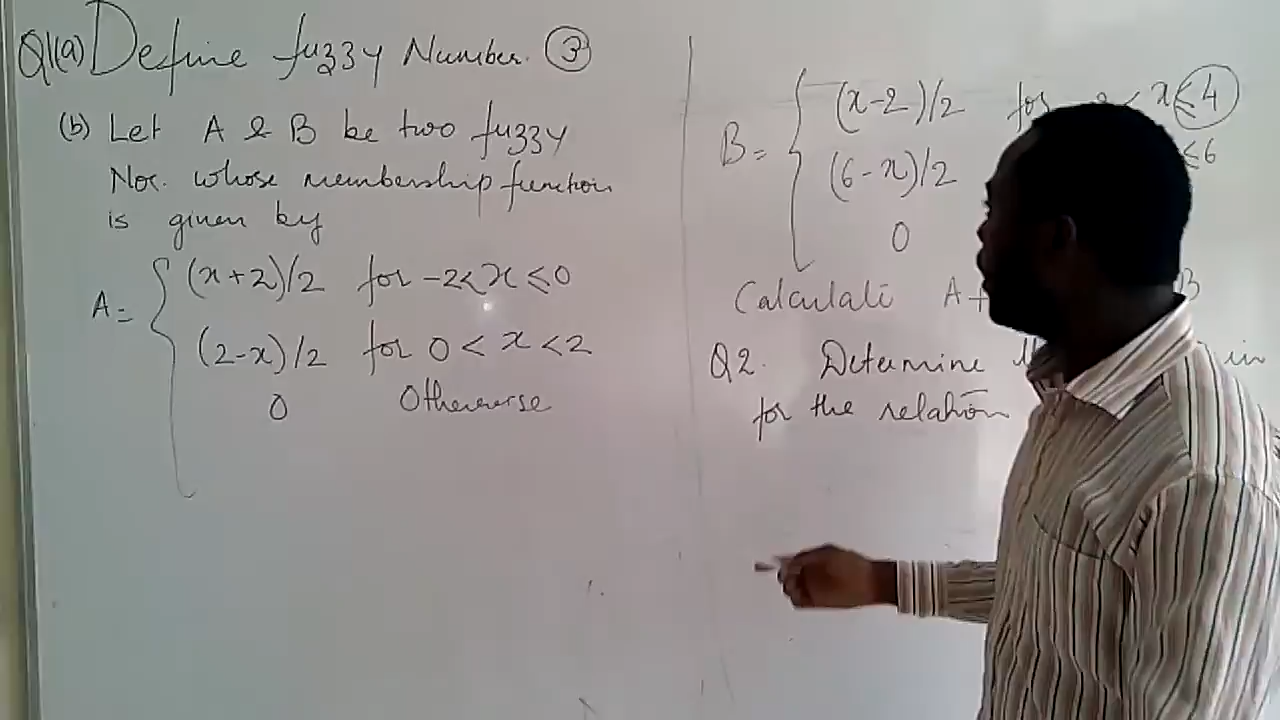 Q1(a) Define fuzzy Number. (3)
(b) Let A & B be two fuzzy
Nos. whose membership function
is given by
A = { (x+2)/2 for -2 < x ≤ 0
(2-x)/2 for 0 < x < 2
0 Otherwise
B = { (x-2)/2 for x ≤ 4
(6-x)/2 ≤ 6
0
Calculate A+ B
Q2. Determine in
for the relation